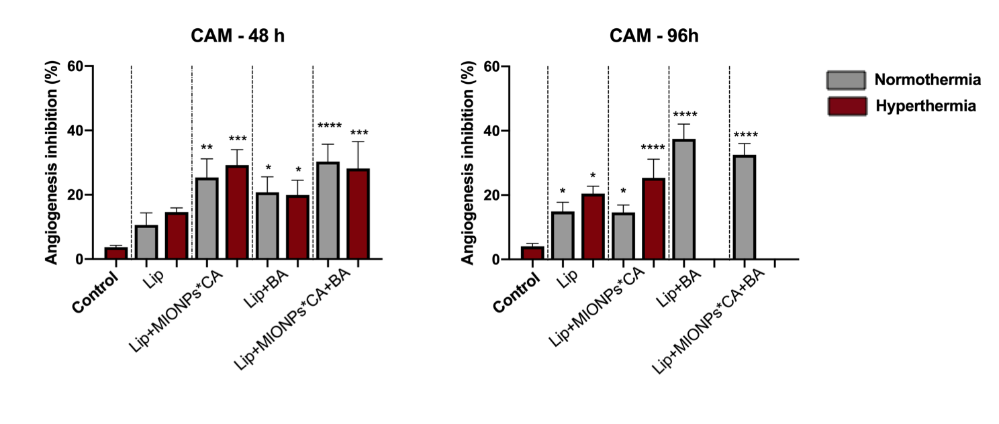 CAM - 48 h
Angiogenesis inhibition (%)
60
40
20
0
**
***
*
*
****
***
Control
Lip
Lip+MIONPs*CA
Lip+BA
Lip+MIONPs*CA+BA
CAM - 96h
Angiogenesis inhibition (%)
60
40
20
0
*
*
*
****
****
****
Control
Lip
Lip+MIONPs*CA
Lip+BA
Lip+MIONPs*CA+BA
Normothermia
Hyperthermia